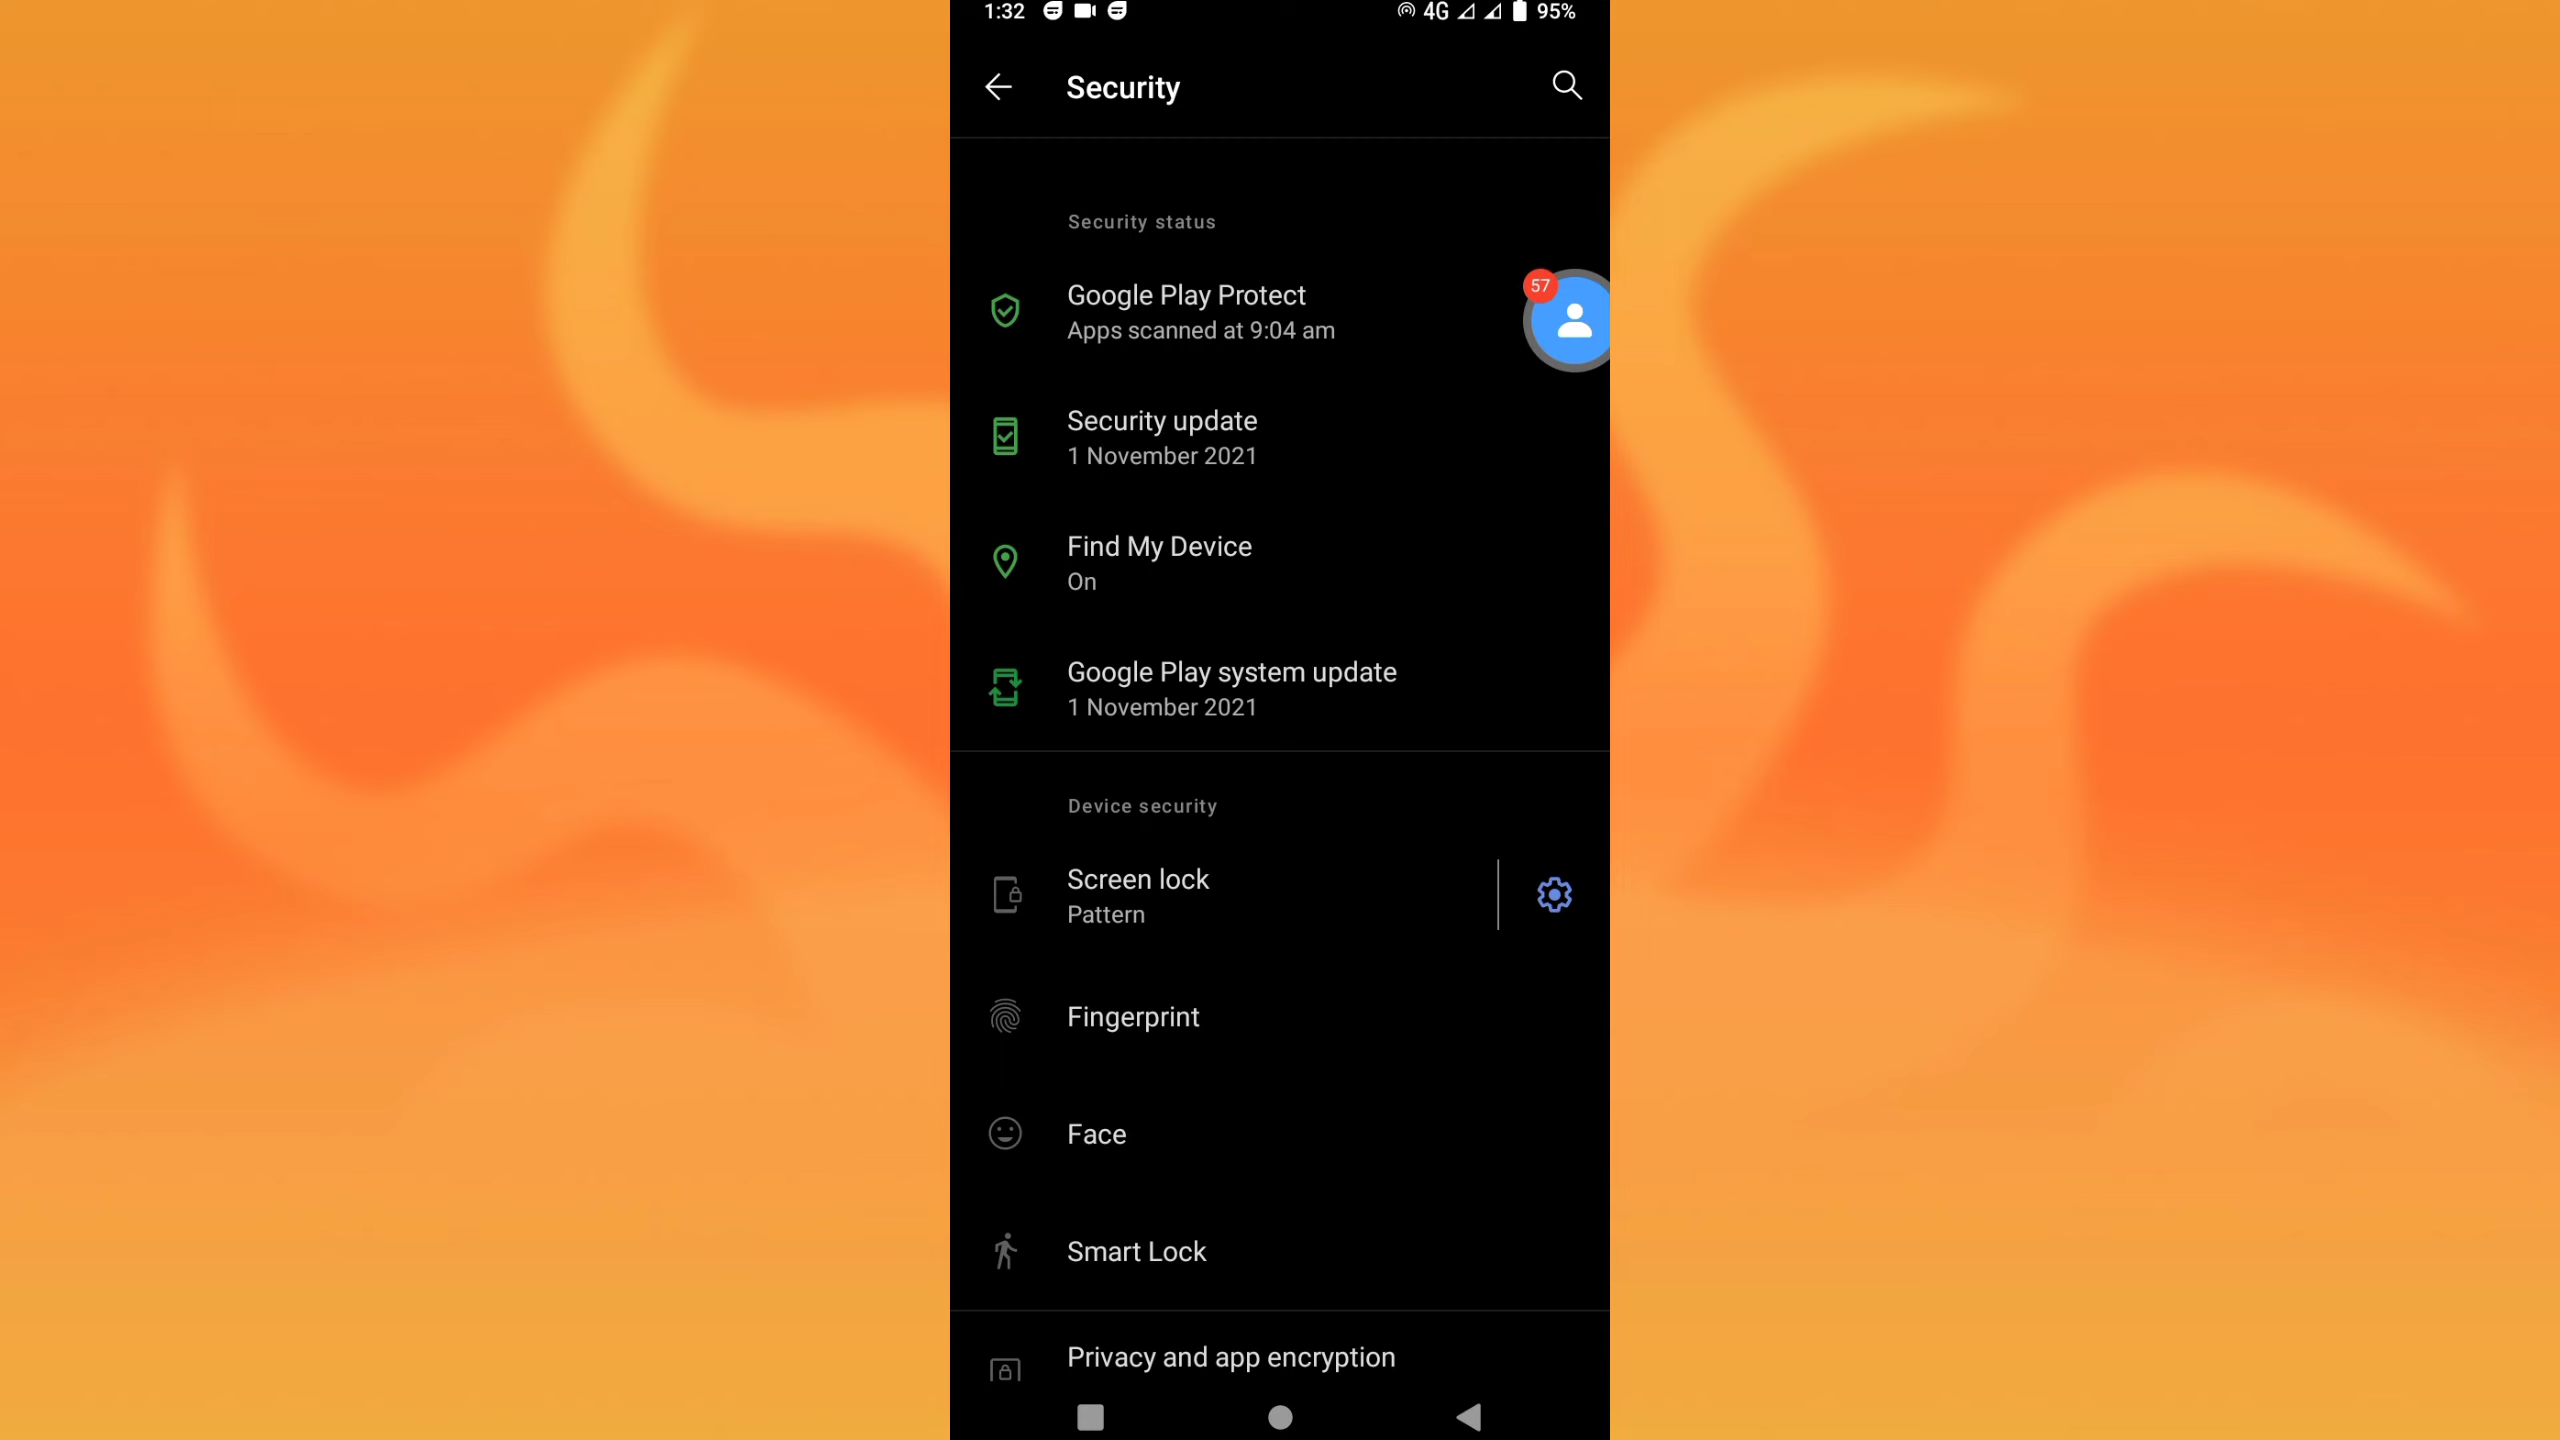 1:32 4G 95%
Security
Security status
Google Play Protect
Apps scanned at 9:04 am
57
Security update
1 November 2021
Find My Device
On
Google Play system update
1 November 2021
Device security
Screen lock
Pattern
Fingerprint
Face
Smart Lock
Privacy and app encryption